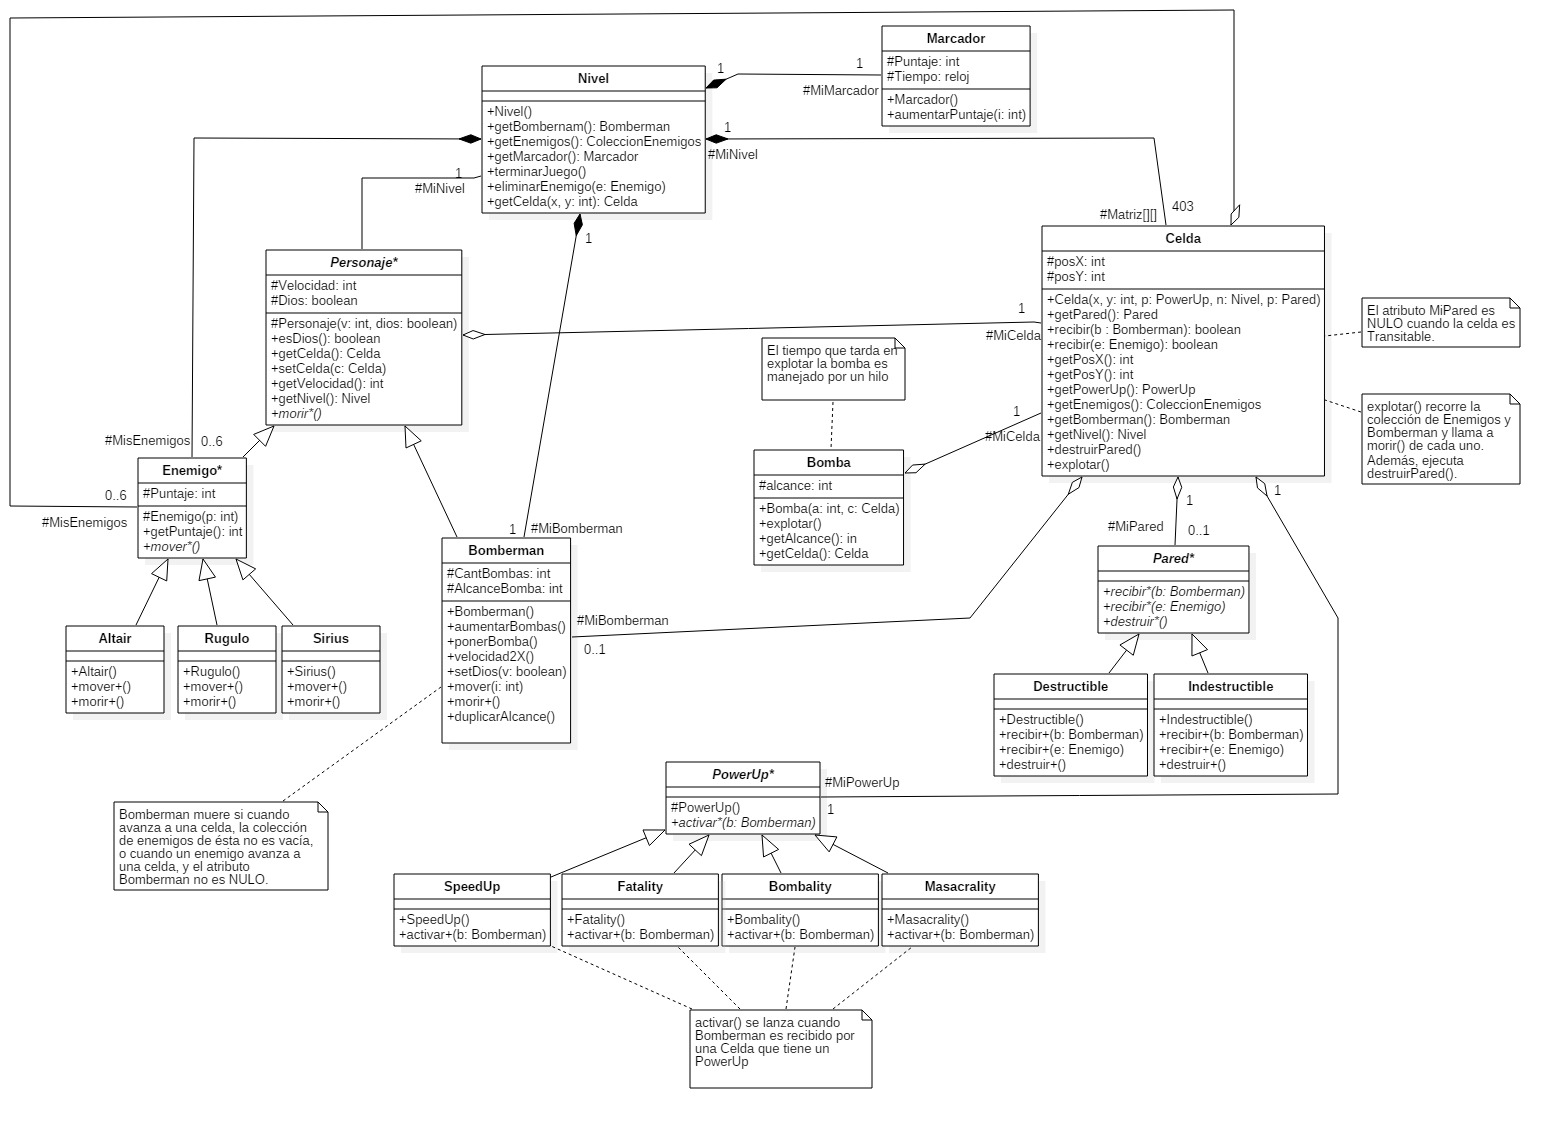 Marcador
#Puntaje: int
#Tiempo: reloj
+Marcador()
+aumentarPuntaje(i: int)
1
1
#MiMarcador
Nivel
+Nivel()
+getBombernam(): Bomberman
+getEnemigos(): ColeccionEnemigos
+getMarcador(): Marcador
+terminarJuego()
+eliminarEnemigo(e: Enemigo)
+getCelda(x, y: int): Celda
1
#MiNivel
1
#MiNivel
1
#Matriz[][]
403
Personaje*
#Velocidad: int
#Dios: boolean
#Personaje(v: int, dios: boolean)
+esDios(): boolean
+getCelda(): Celda
+setCelda(c: Celda)
+getVelocidad(): int
+getNivel(): Nivel
+morir*()
1
#MiCelda
Celda
#posX: int
#posY: int
+Celda(x, y: int, p: PowerUp, n: Nivel, p: Pared)
+getPared(): Pared
+recibir(b : Bomberman): boolean
+recibir(e: Enemigo): boolean
+getPosX(): int
+getPosY(): int
+getPowerUp(): PowerUp
+getEnemigos(): ColeccionEnemigos
+getBomberman(): Bomberman
+getNivel(): Nivel
+destruirPared()
+explotar()
El atributo MiPared es
NULO cuando la celda es
Transitable.
explotar() recorre la
colección de Enemigos y
Bomberman y llama a
morir() de cada uno.
Además, ejecuta
destruirPared().
El tiempo que tarda en
explotar la bomba es
manejado por un hilo
1
#MiCelda
Bomba
#alcance: int
+Bomba(a: int, c: Celda)
+explotar()
+getAlcance(): in
+getCelda(): Celda
#MisEnemigos
0..6
0..6
#MisEnemigos
Enemigo*
#Puntaje: int
#Enemigo(p: int)
+getPuntaje(): int
+mover*()
1
#MiBomberman
Bomberman
#CantBombas: int
#AlcanceBomba: int
+Bomberman()
+aumentarBombas()
+ponerBomba()
+velocidad2X()
+setDios(v: boolean)
+mover(i: int)
+morir+()
+duplicarAlcance()
#MiBomberman
0..1
1
#MiPared
0..1
1
Pared*
+recibir*(b: Bomberman)
+recibir*(e: Enemigo)
+destruir*()
Altair
+Altair()
+mover+()
+morir+()
Rugulo
+Rugulo()
+mover+()
+morir+()
Sirius
+Sirius()
+mover+()
+morir+()
Destructible
+Destructible()
+recibir+(b: Bomberman)
+recibir+(e: Enemigo)
+destruir+()
Indestructible
+Indestructible()
+recibir+(b: Bomberman)
+recibir+(e: Enemigo)
+destruir+()
Bomberman muere si cuando
avanza a una celda, la colección
de enemigos de ésta no es vacía,
o cuando un enemigo avanza a
una celda, y el atributo
Bomberman no es NULO.
PowerUp*
#PowerUp()
+activar*(b: Bomberman)
#MiPowerUp
1
SpeedUp
+SpeedUp()
+activar+(b: Bomberman)
Fatality
+Fatality()
+activar+(b: Bomberman)
Bombality
+Bombality()
+activar+(b: Bomberman)
Masacrality
+Masacrality()
+activar+(b: Bomberman)
activar() se lanza cuando
Bomberman es recibido por
una Celda que tiene un
PowerUp